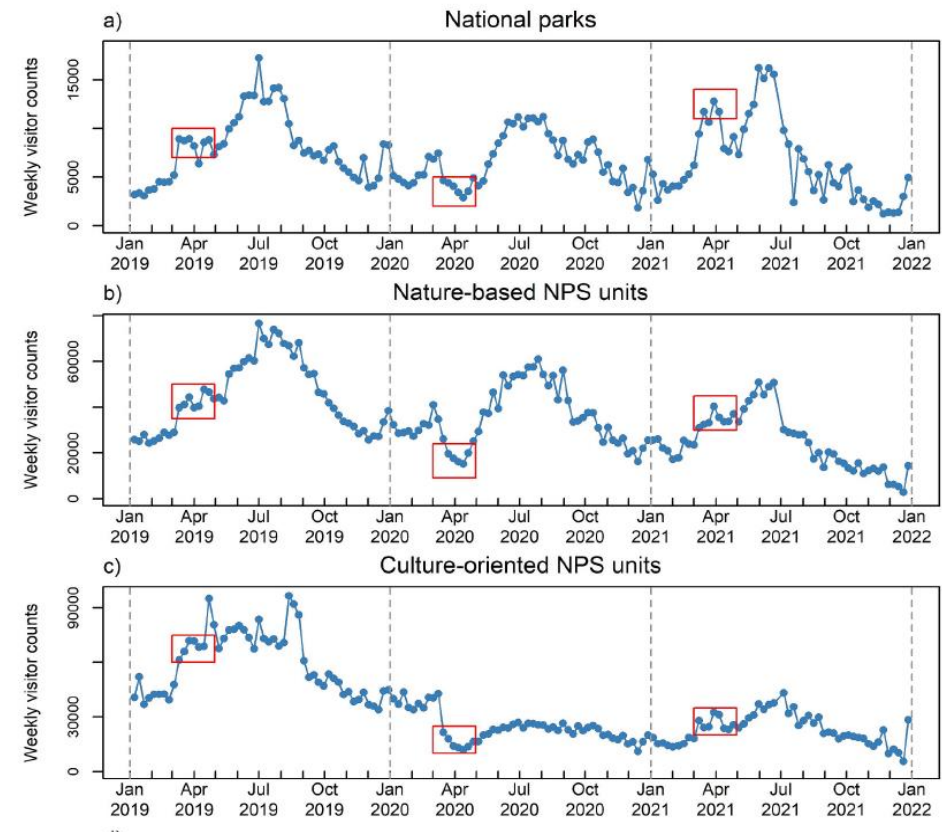 a) National parks
Weekly visitor counts
15000
5000
0
Jan Apr Jul Oct Jan Apr Jul Oct Jan Apr Jul Oct Jan
2019 2019 2019 2019 2020 2020 2020 2020 2021 2021 2021 2021 2022
b) Nature-based NPS units
Weekly visitor counts
60000
20000
0
Jan Apr Jul Oct Jan Apr Jul Oct Jan Apr Jul Oct Jan
2019 2019 2019 2019 2020 2020 2020 2020 2021 2021 2021 2021 2022
c) Culture-oriented NPS units
Weekly visitor counts
90000
30000
0
Jan Apr Jul Oct Jan Apr Jul Oct Jan Apr Jul Oct Jan
2019 2019 2019 2019 2020 2020 2020 2020 2021 2021 2021 2021 2022